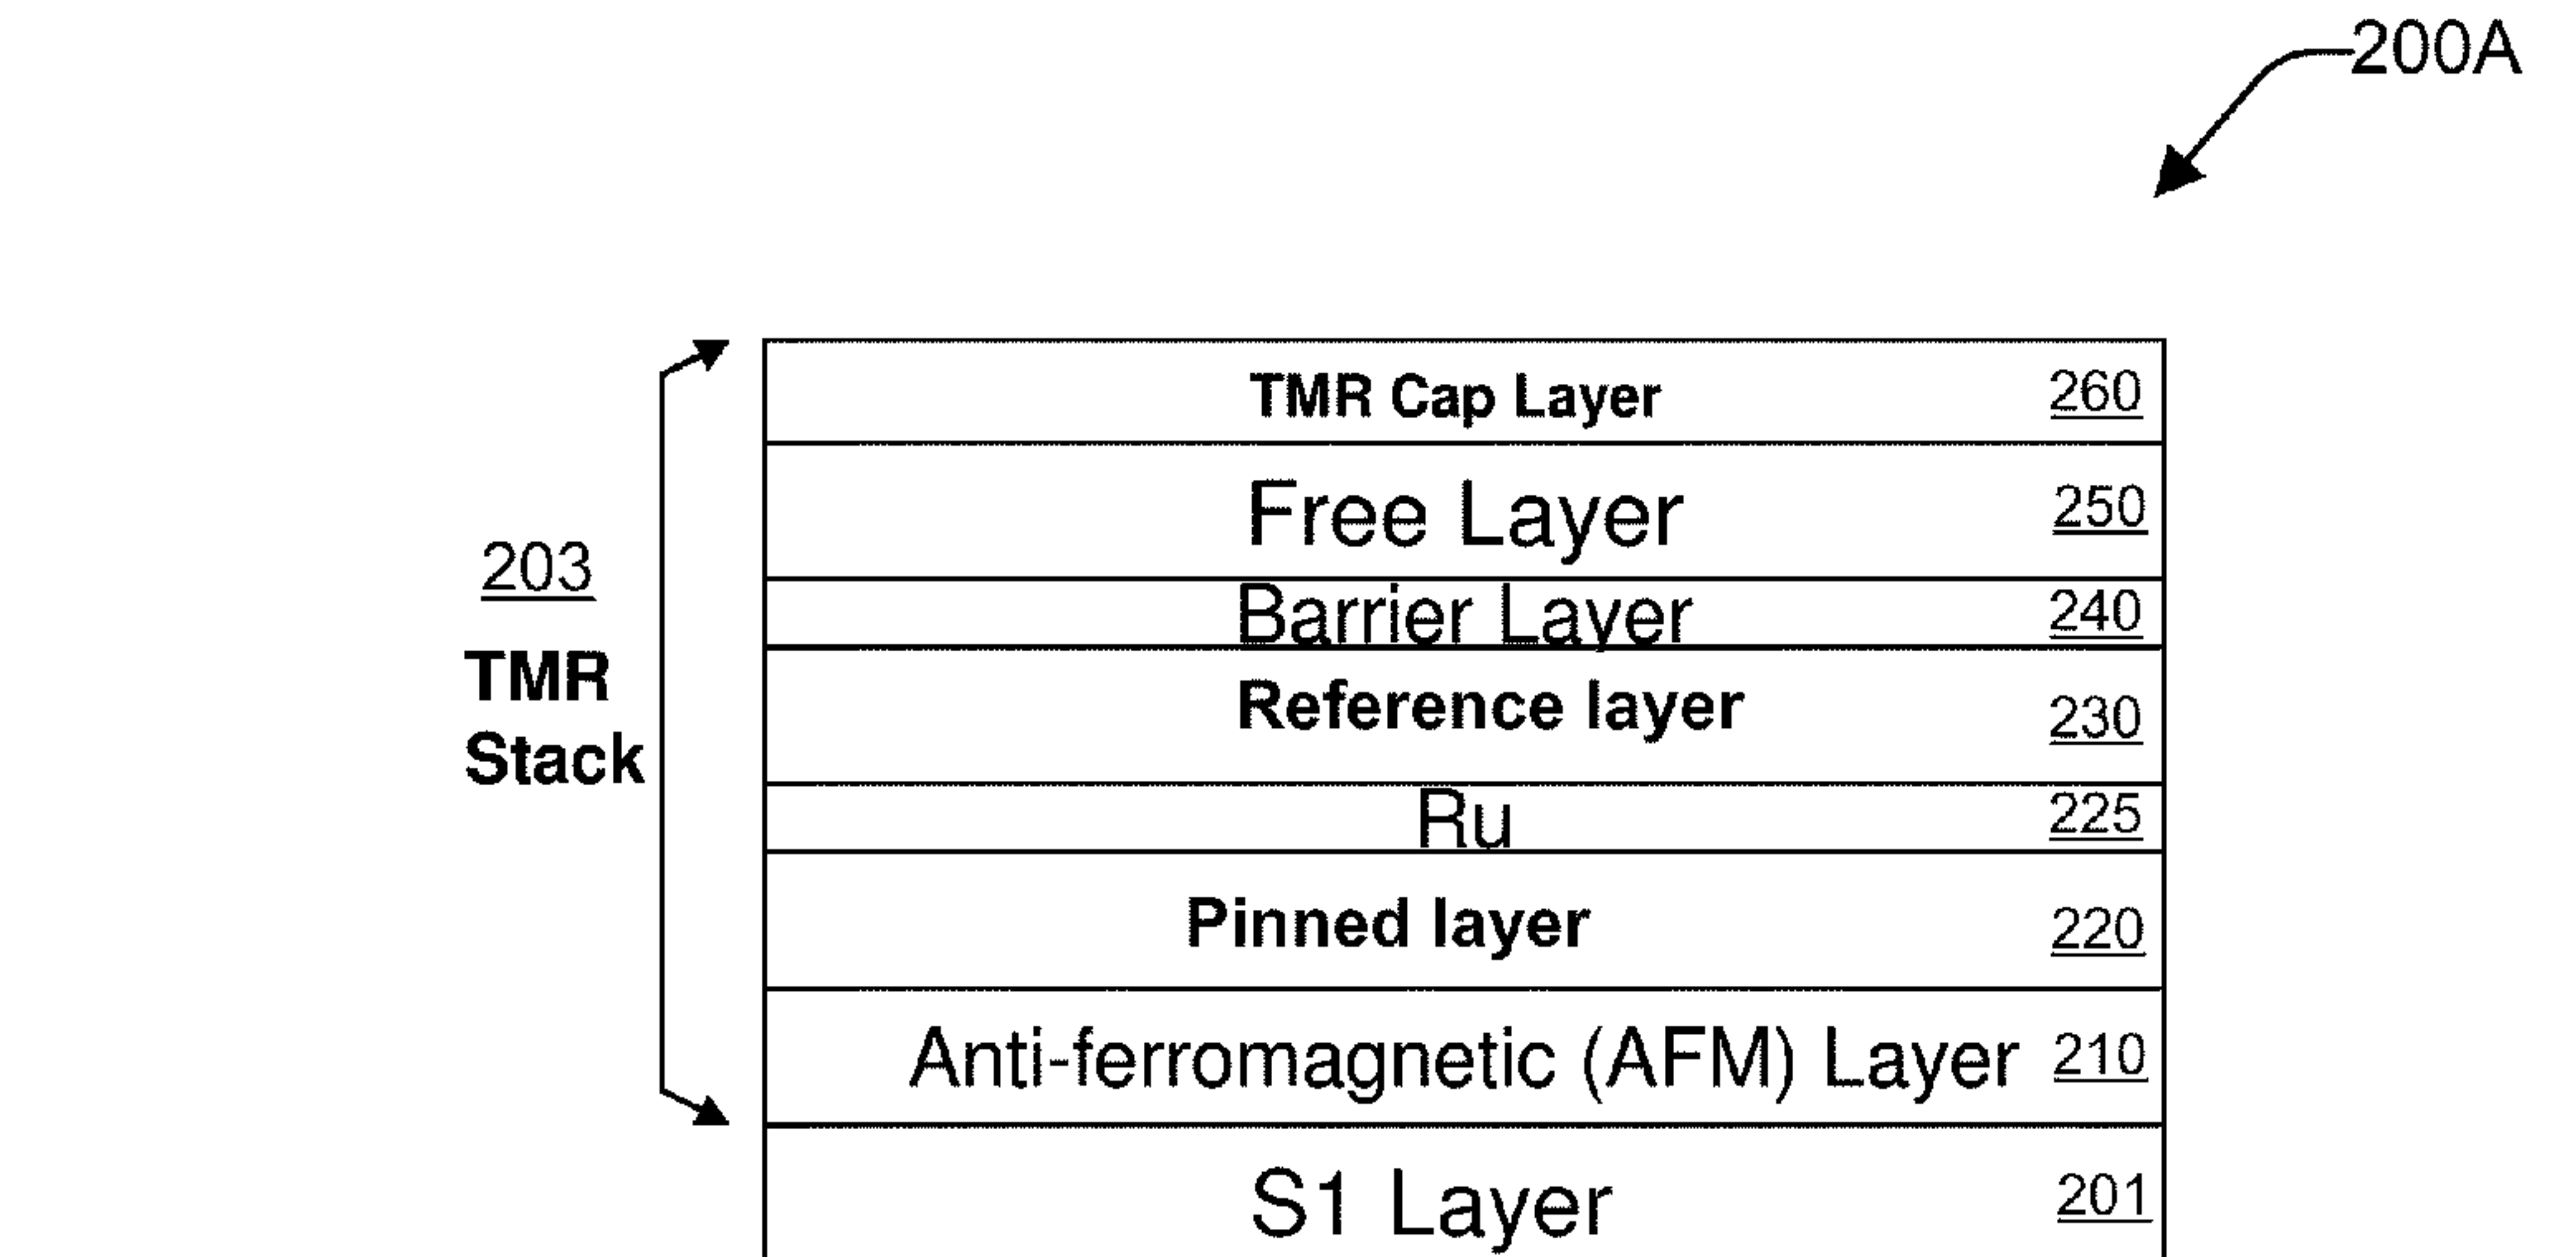 200A
TMR Cap Layer 260
Free Layer 250
203
Barrier Layer 240
TMR
Stack
Reference layer 230
Ru 225
Pinned layer 220
Anti-ferromagnetic (AFM) Layer 210
S1 Layer 201